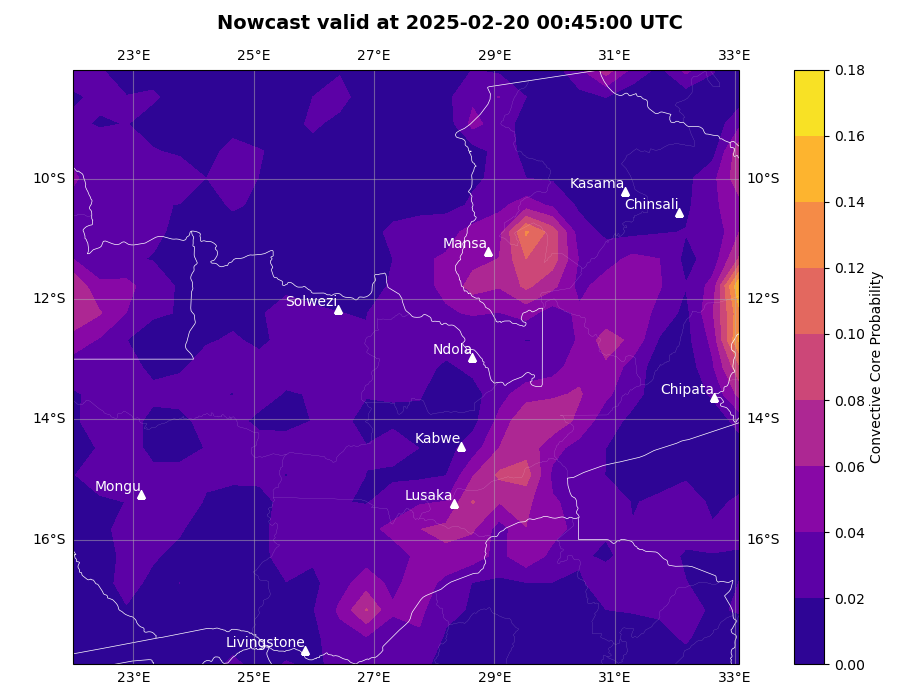 Nowcast valid at 2025-02-20 00:45:00 UTC
23°E 25°E 27°E 29°E 31°E 33°E
0.18
0.16
0.14
0.12
0.10
0.08
0.06
0.04
0.02
0.00
Convective Core Probability
10°S 10°S
12°S 12°S
14°S 14°S
16°S 16°S
Kasama
Chinsali
Mansa
Solwezi
Ndola
Chipata
Kabwe
Mongu
Lusaka
Livingstone
23°E 25°E 27°E 29°E 31°E 33°E